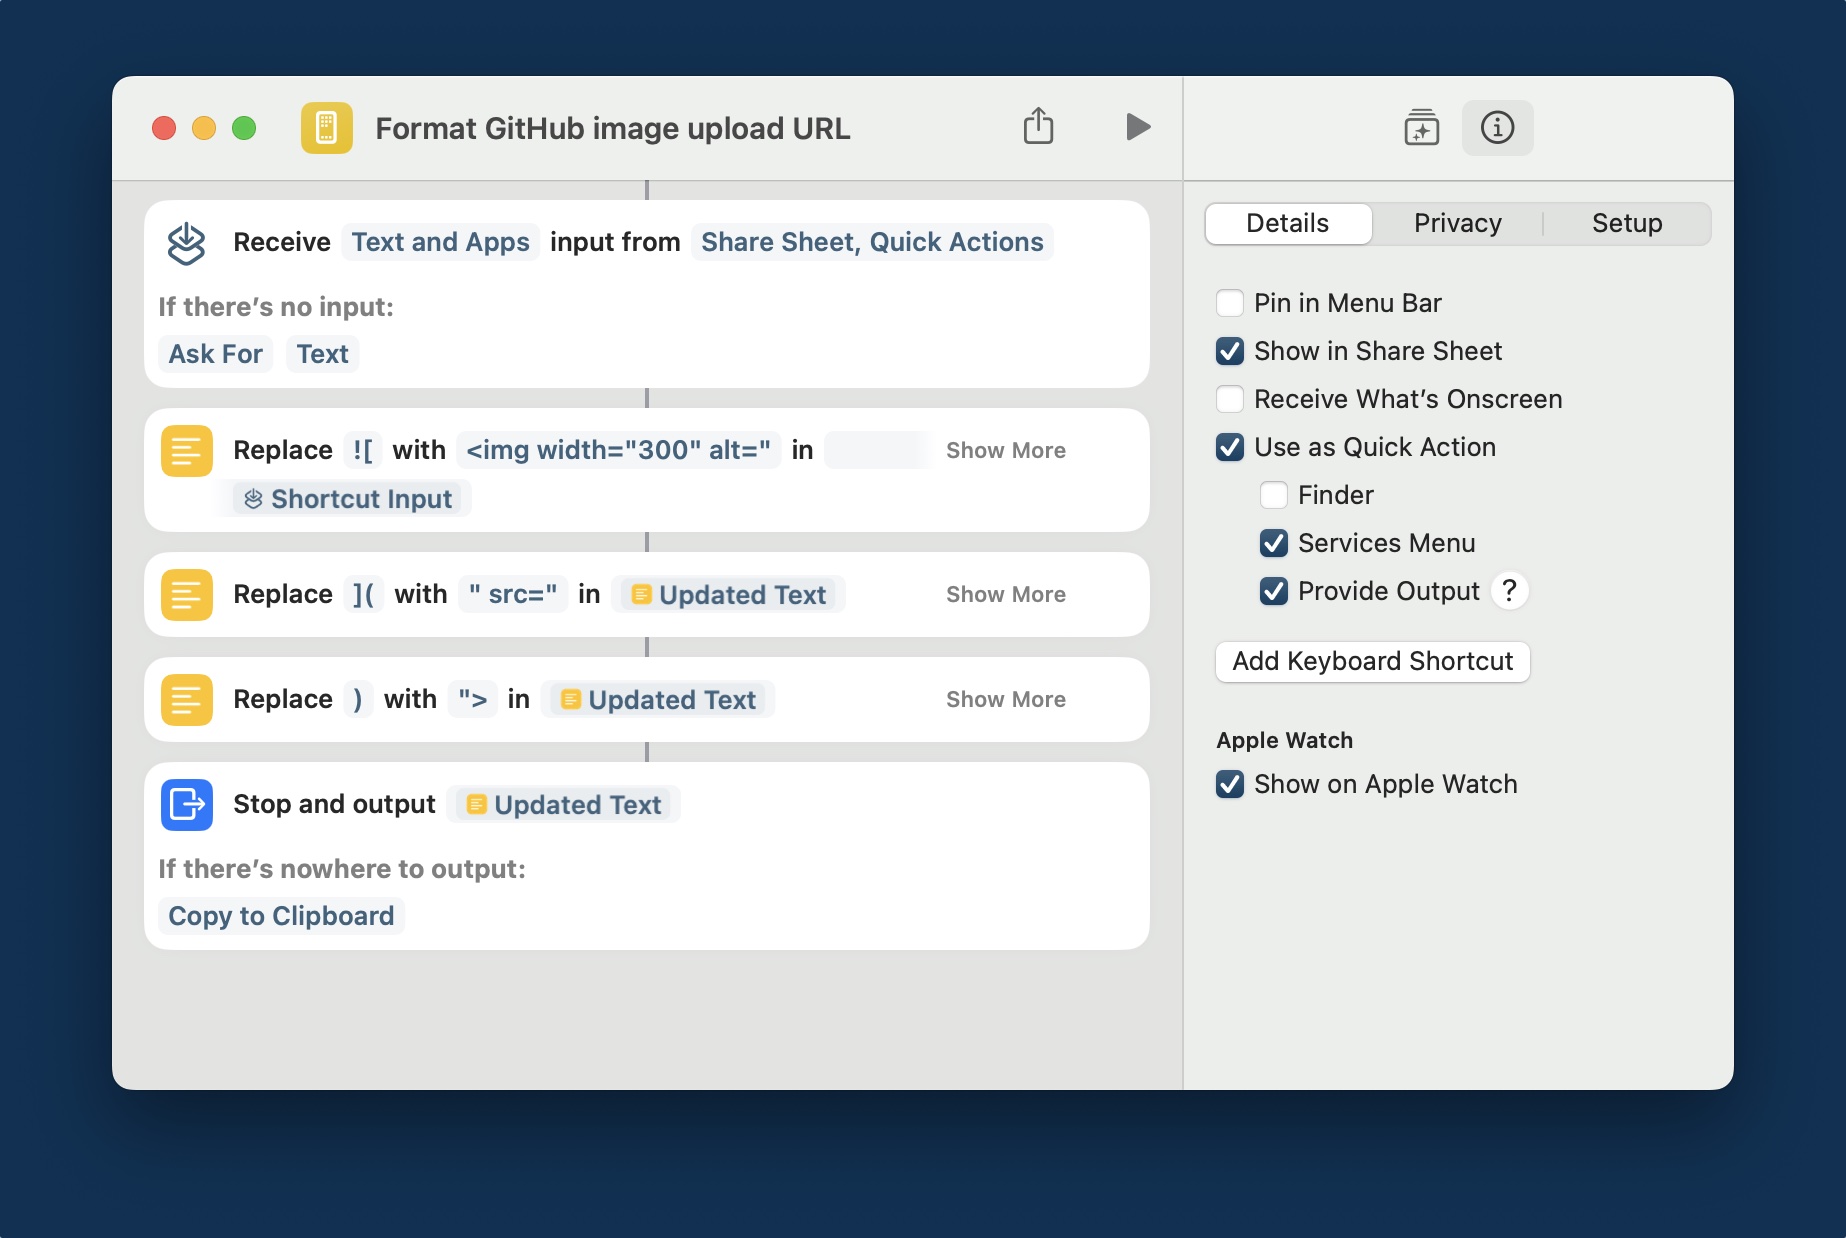 Format GitHub image upload URL
Receive Text and Apps input from Share Sheet, Quick Actions
If there’s no input:
Ask For Text
Replace ![ with <img width="300" alt=" in Show More
Shortcut Input
Replace ]( with " src=" in Updated Text Show More
Replace ) with "> in Updated Text Show More
Stop and output Updated Text
If there’s nowhere to output:
Copy to Clipboard
Details Privacy Setup
Pin in Menu Bar
Show in Share Sheet
Receive What’s Onscreen
Use as Quick Action
Finder
Services Menu
Provide Output ?
Add Keyboard Shortcut
Apple Watch
Show on Apple Watch